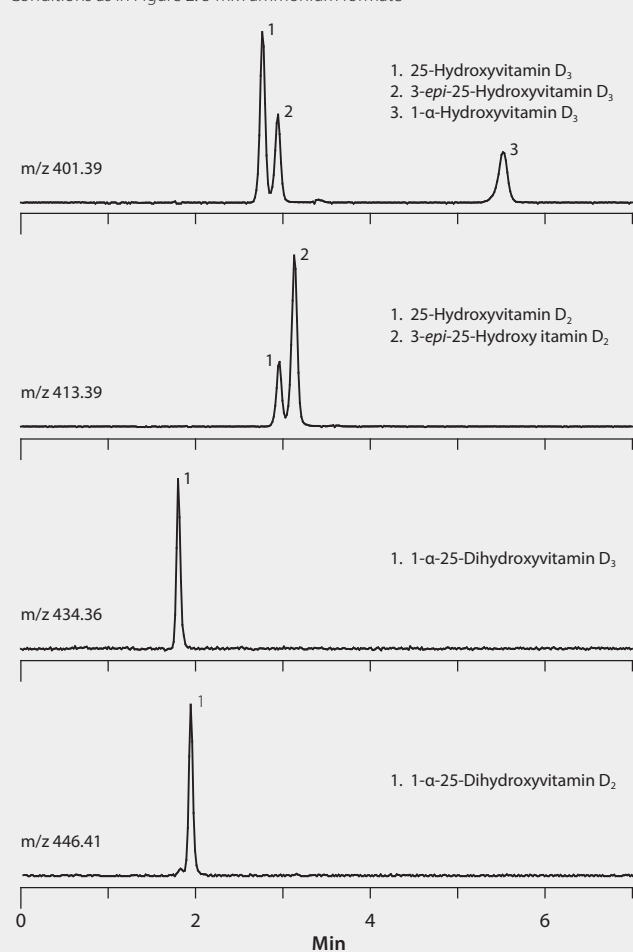 Conditions as in Figure mM ammonium formate
1
2
1. 25-Hydroxyvitamin D₃
2. 3-epi-25-Hydroxyvitamin D₃
3. 1-α-Hydroxyvitamin D₃
3
m/z 401.39
2
1. 25-Hydroxyvitamin D₂
2. 3-epi-25-Hydroxy itamin D₂
1
m/z 413.39
1
1. 1-α-25-Dihydroxyvitamin D₃
m/z 434.36
1
1. 1-α-25-Dihydroxyvitamin D₂
m/z 446.41
0 2 4 6
Min